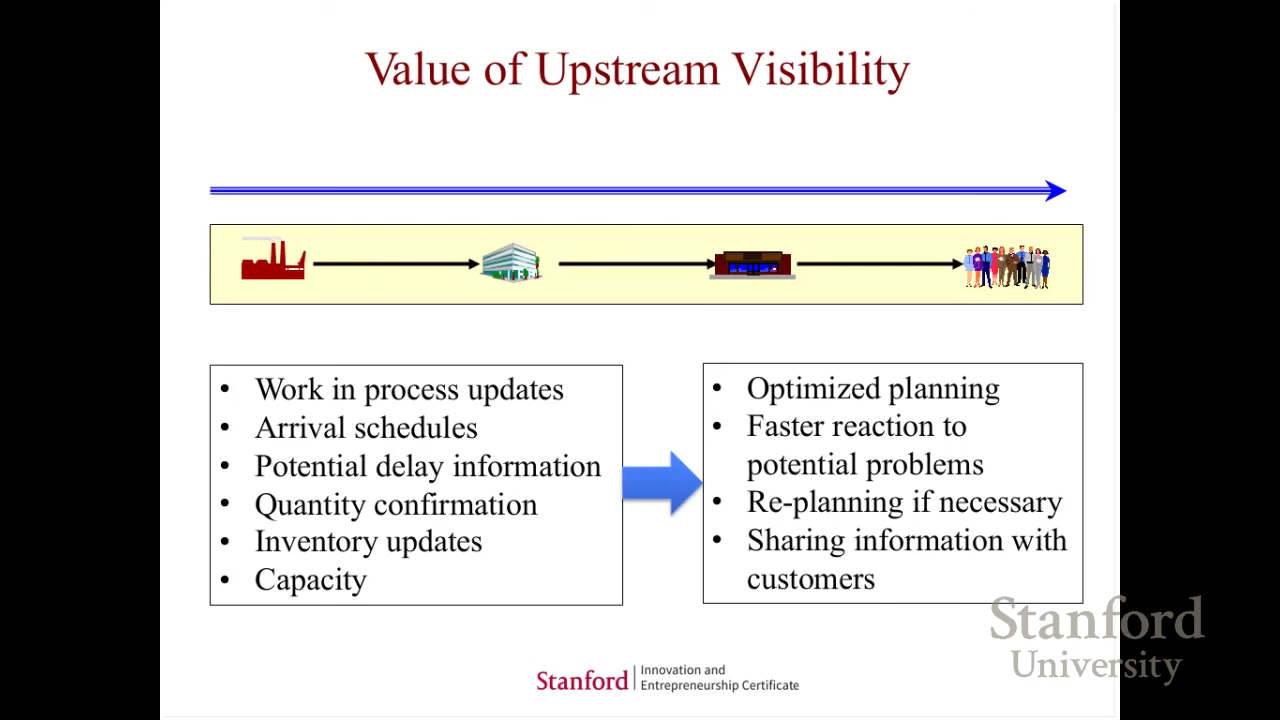 Value of Upstream Visibility
• Work in process updates
• Arrival schedules
• Potential delay information
• Quantity confirmation
• Inventory updates
• Capacity
• Optimized planning
• Faster reaction to
potential problems
• Re-planning if necessary
• Sharing information with
customers
Stanford
University
Stanford | Innovation and
Entrepreneurship Certificate